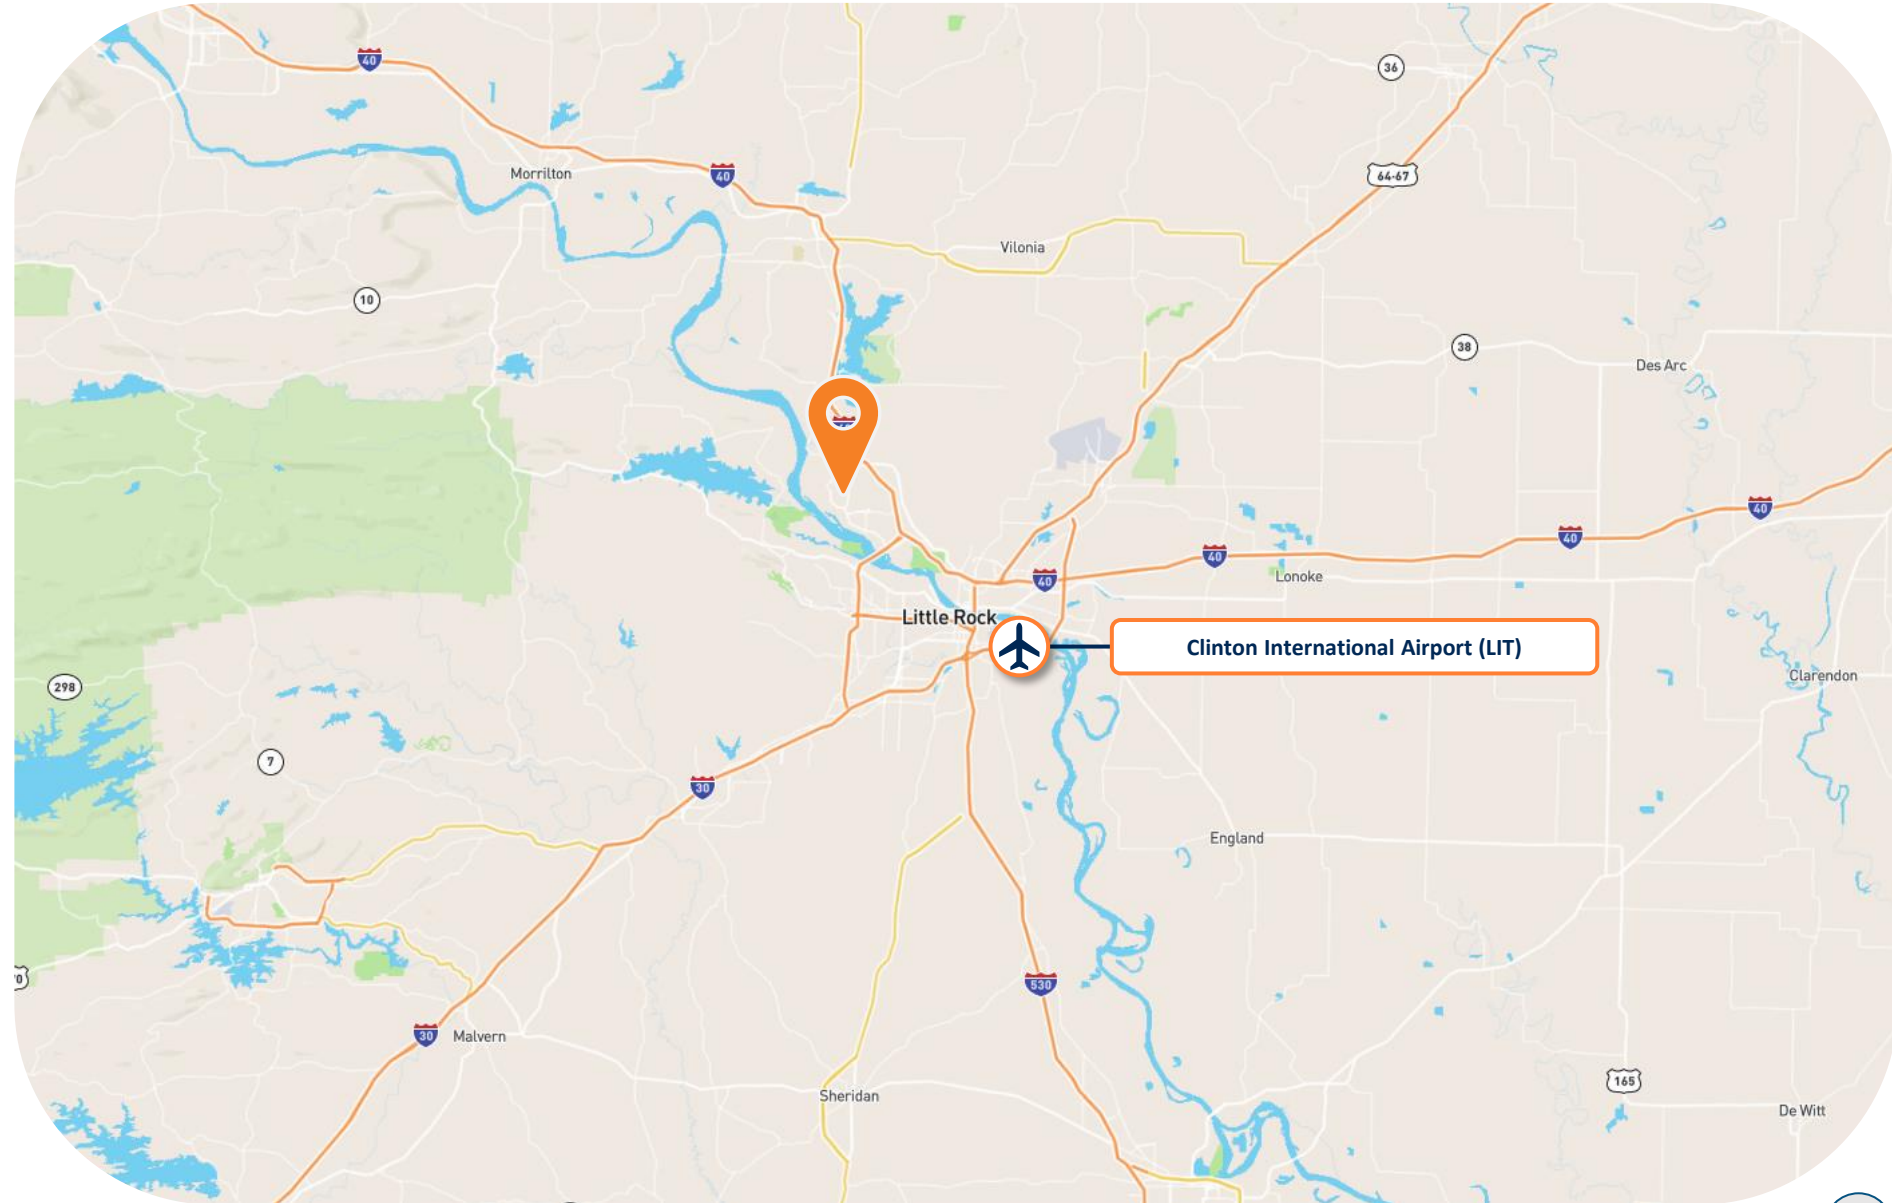 40
36
Morrilton
40
64-67
Vilonia
10
38
Des Arc
40
40
40
40
Lonoke
Little Rock
Clinton International Airport (LIT)
298
Clarendon
7
30
England
530
30
Malvern
165
Sheridan
De Witt